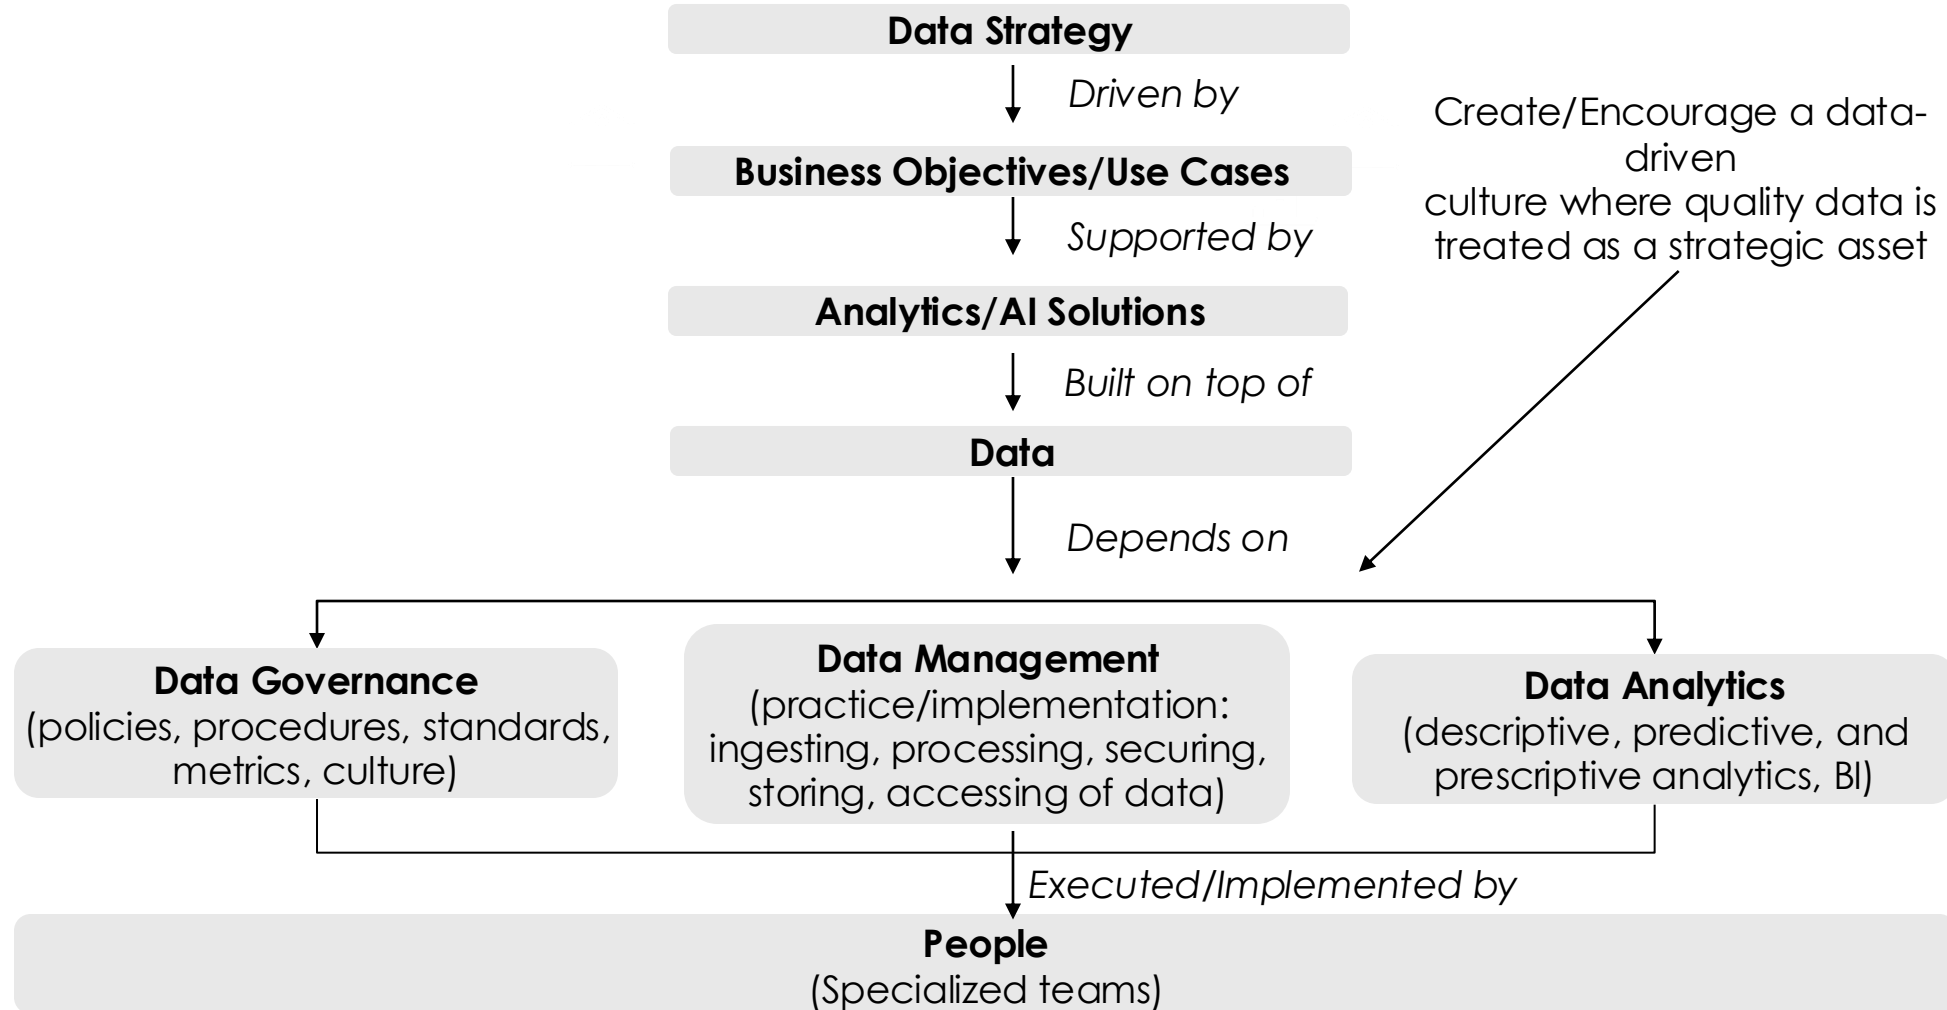 Data Strategy
Driven by
Create/Encourage a data-
driven
culture where quality data is
treated as a strategic asset
Business Objectives/Use Cases
Supported by
Analytics/AI Solutions
Built on top of
Data
Depends on
Data Governance
(policies, procedures, standards,
metrics, culture)
Data Management
(practice/implementation:
ingesting, processing, securing,
storing, accessing of data)
Data Analytics
(descriptive, predictive, and
prescriptive analytics, BI)
Executed/Implemented by
People
(Specialized teams)